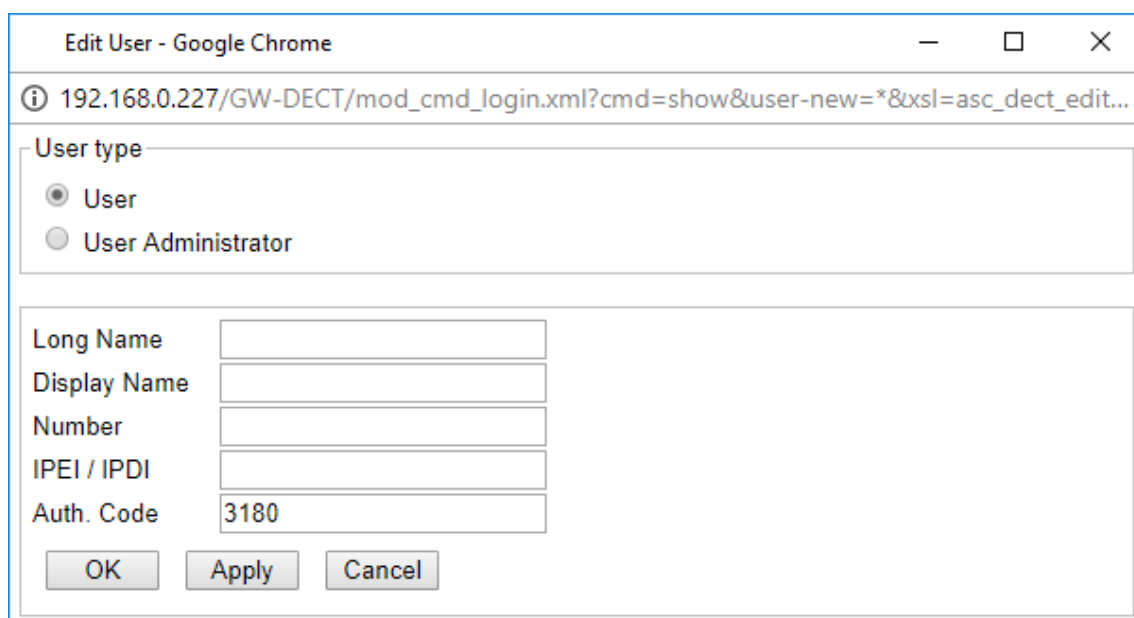 Edit User - Google Chrome
192.168.0.227/GW-DECT/mod_cmd_login.xml?cmd=show&user-new=*&xsl=asc_dect_edit...
User type
User
User Administrator
Long Name
Display Name
Number
IPEI / IPDI
Auth. Code 3180
OK Apply Cancel